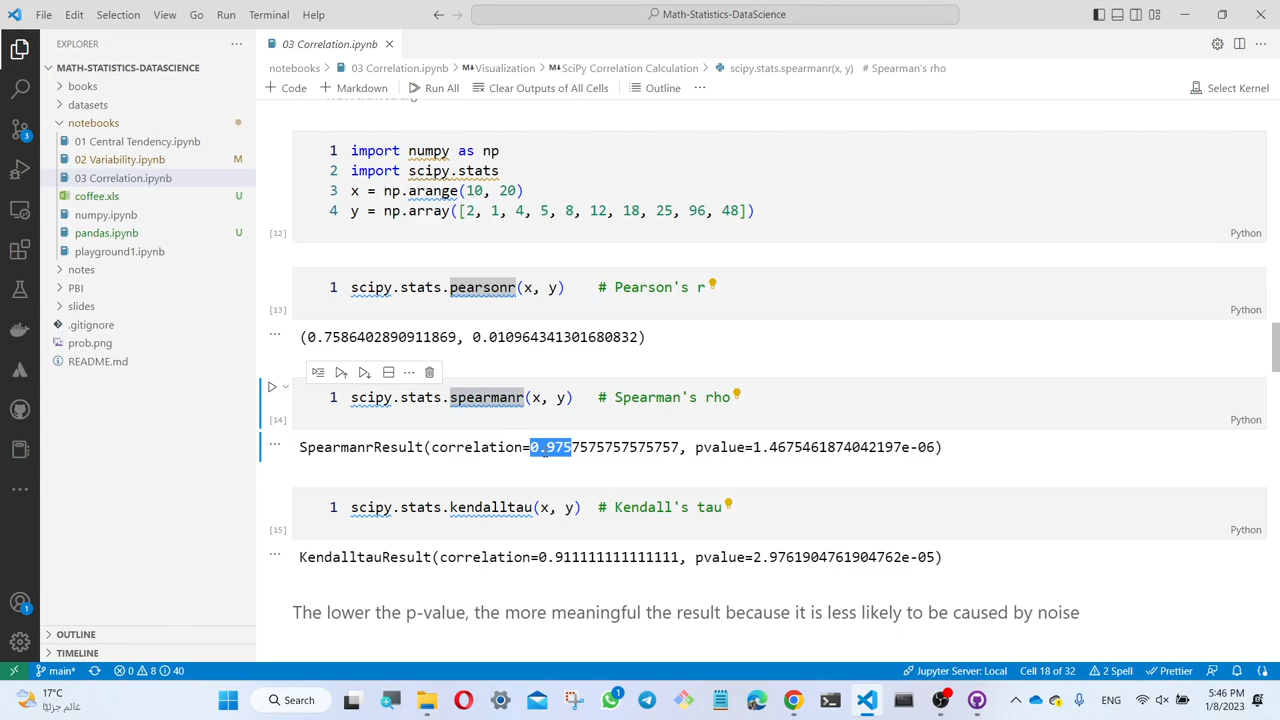 File Edit Selection View Go Run Terminal Help
Math-Statistics-DataScience
EXPLORER
MATH-STATISTICS-DATASCIENCE
books
datasets
notebooks
01 Central Tendency.ipynb
02 Variability.ipynb M
03 Correlation.ipynb
coffee.xls U
numpy.ipynb
pandas.ipynb U
playground1.ipynb
notes
PBI
slides
.gitignore
prob.png
README.md
OUTLINE
TIMELINE
03 Correlation.ipynb
notebooks > 03 Correlation.ipynb > M↓Visualization > M↓SciPy Correlation Calculation > scipy.stats.spearmanr(x, y) # Spearman's rho
+ Code + Markdown Run All Clear Outputs of All Cells Outline ... Select Kernel
1 import numpy as np
2 import scipy.stats
3 x = np.arange(10, 20)
4 y = np.array([2, 1, 4, 5, 8, 12, 18, 25, 96, 48])
[12] Python
1 scipy.stats.pearsonr(x, y) # Pearson's r
[13] Python
... (0.7586402890911869, 0.010964341301680832)
1 scipy.stats.spearmanr(x, y) # Spearman's rho
[14] Python
... SpearmanrResult(correlation=0.9757575757575757, pvalue=1.4675461874042197e-06)
1 scipy.stats.kendalltau(x, y) # Kendall's tau
[15] Python
... KendalltauResult(correlation=0.911111111111111, pvalue=2.9761904761904762e-05)
The lower the p-value, the more meaningful the result because it is less likely to be caused by noise
3
1
main* 0 8 40 Jupyter Server: Local Cell 18 of 32 2 Spell Prettier
17°C
غائم جزئيًا
Search
1
ENG
5:46 PM
1/8/2023